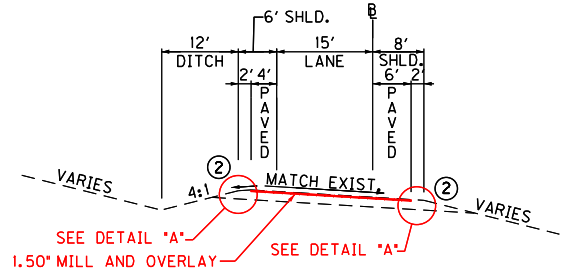 6' SHLD.
B
12'
15'
8'
DITCH
LANE
SHLD.
2' 4'
6' 2'
PAVED
PAVED
2
MATCH EXIST.
2
VARIES
4:1
VARIES
SEE DETAIL "A"
SEE DETAIL "A"
1.50" MILL AND OVERLAY